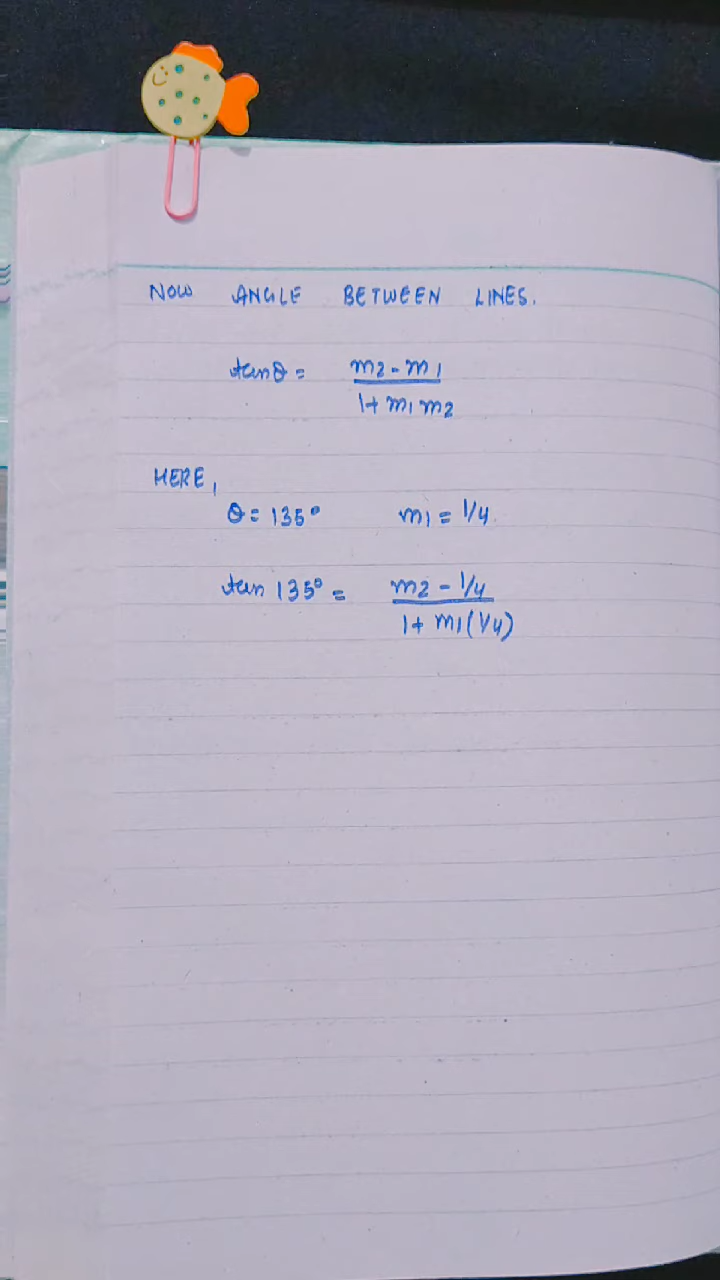 NOW ANGLE BETWEEN LINES.
tanθ = m2 - m1 / 1 + m1 m2
HERE,
θ = 135° m1 = 1/4.
tan 135° = m2 - 1/4 / 1 + m1(1/4)